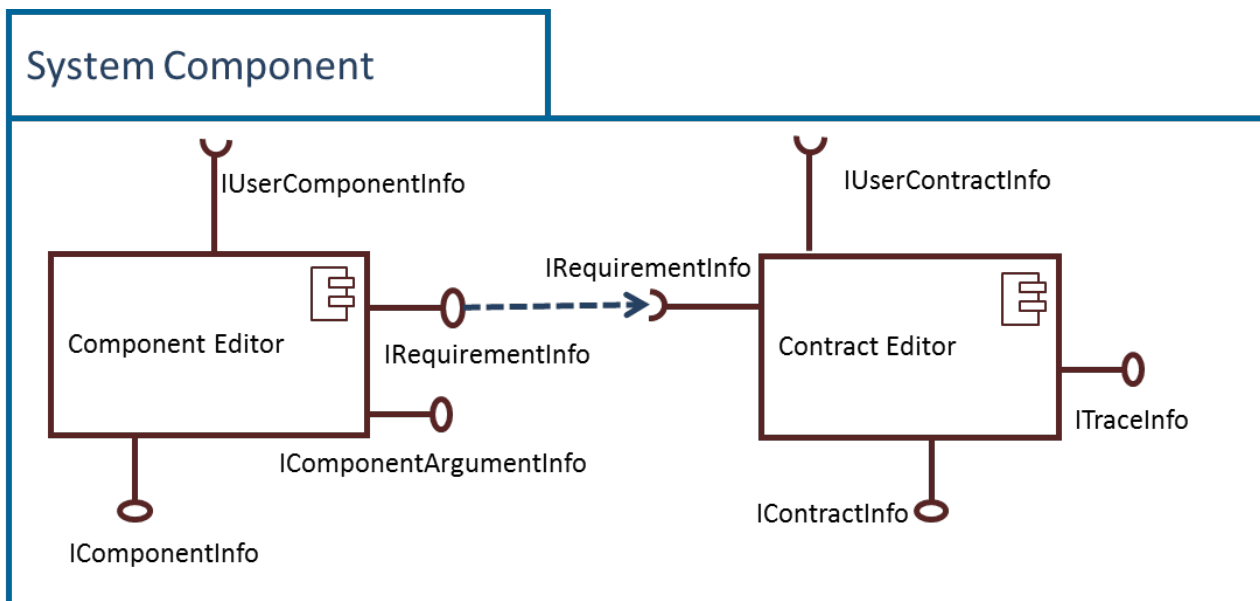 System Component
IUserComponentInfo
IUserContractInfo
IRequirementInfo
Component Editor
IRequirementInfo
Contract Editor
ITraceInfo
IComponentArgumentInfo
IContractInfo
IComponentInfo